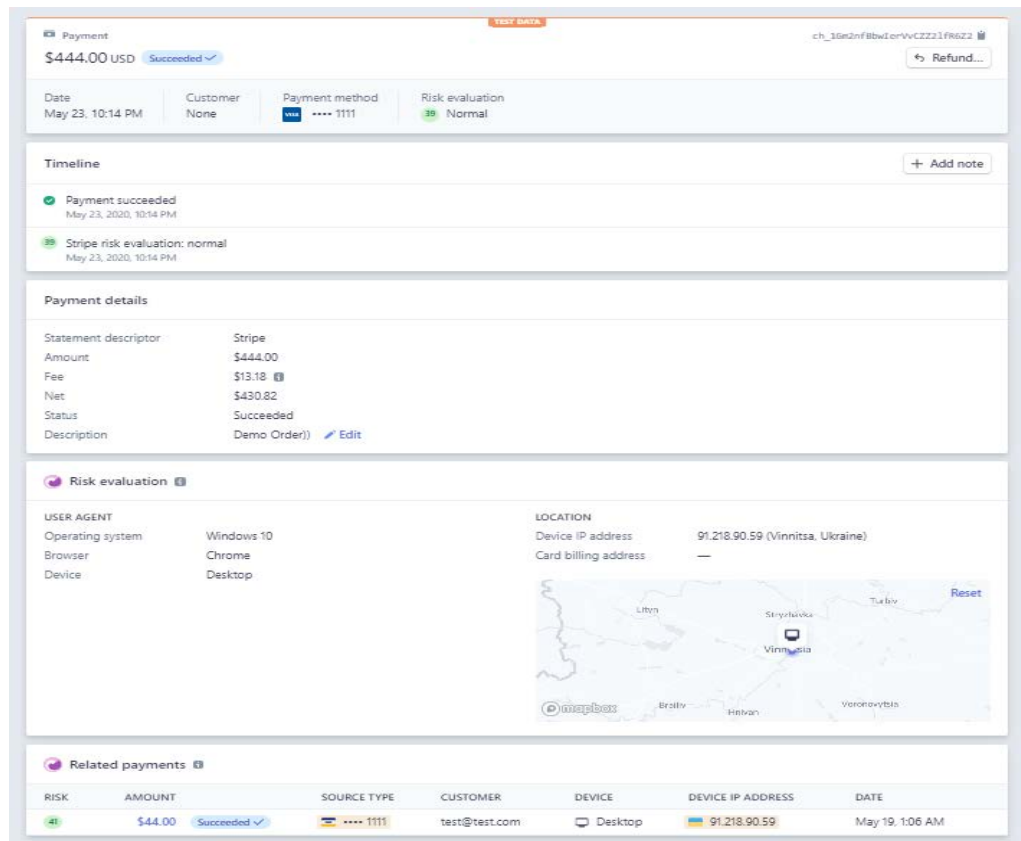 TEST DATA
Payment
$444.00 USD Succeeded
Refund...
Date
May 23, 10:14 PM
Customer
None
Payment method
VISA •••• 1111
Risk evaluation
39 Normal
Timeline
Add note
Payment succeeded
May 23, 2020, 10:14 PM
39 Stripe risk evaluation: normal
May 23, 2020, 10:14 PM
Payment details
Statement descriptor Stripe
Amount $444.00
Fee $13.18
Net $430.82
Status Succeeded
Description Demo Order)) Edit
Risk evaluation
USER AGENT
Operating system Windows 10
Browser Chrome
Device Desktop
LOCATION
Device IP address 91.218.90.59 (Vinnitsa, Ukraine)
Card billing address —
Reset
Lityn
Stryzhavka
Turbiv
Brailiv
Hnivan
Voronovytsia
mapbox
Related payments
RISK AMOUNT SOURCE TYPE CUSTOMER DEVICE DEVICE IP ADDRESS DATE
41 $44.00 Succeeded •••• 1111 test@test.com Desktop 91.218.90.59 May 19, 1:06 AM